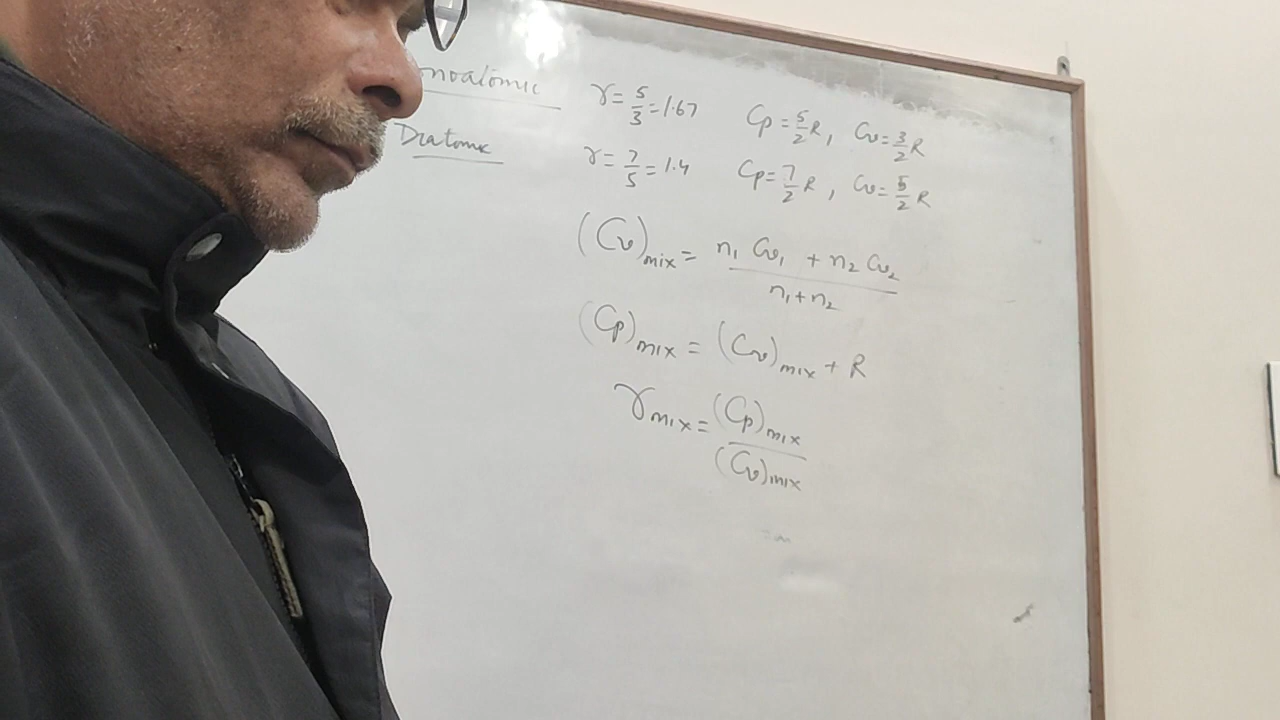 onoatomic γ = 5/3 = 1.67 Cp = 5/2 R, Cv = 3/2 R
Diatomic γ = 7/5 = 1.4 Cp = 7/2 R, Cv = 5/2 R
(Cv)mix = n₁ Cv₁ + n₂ Cv₂ / n₁ + n₂
(Cp)mix = (Cv)mix + R
γmix = (Cp)mix / (Cv)mix